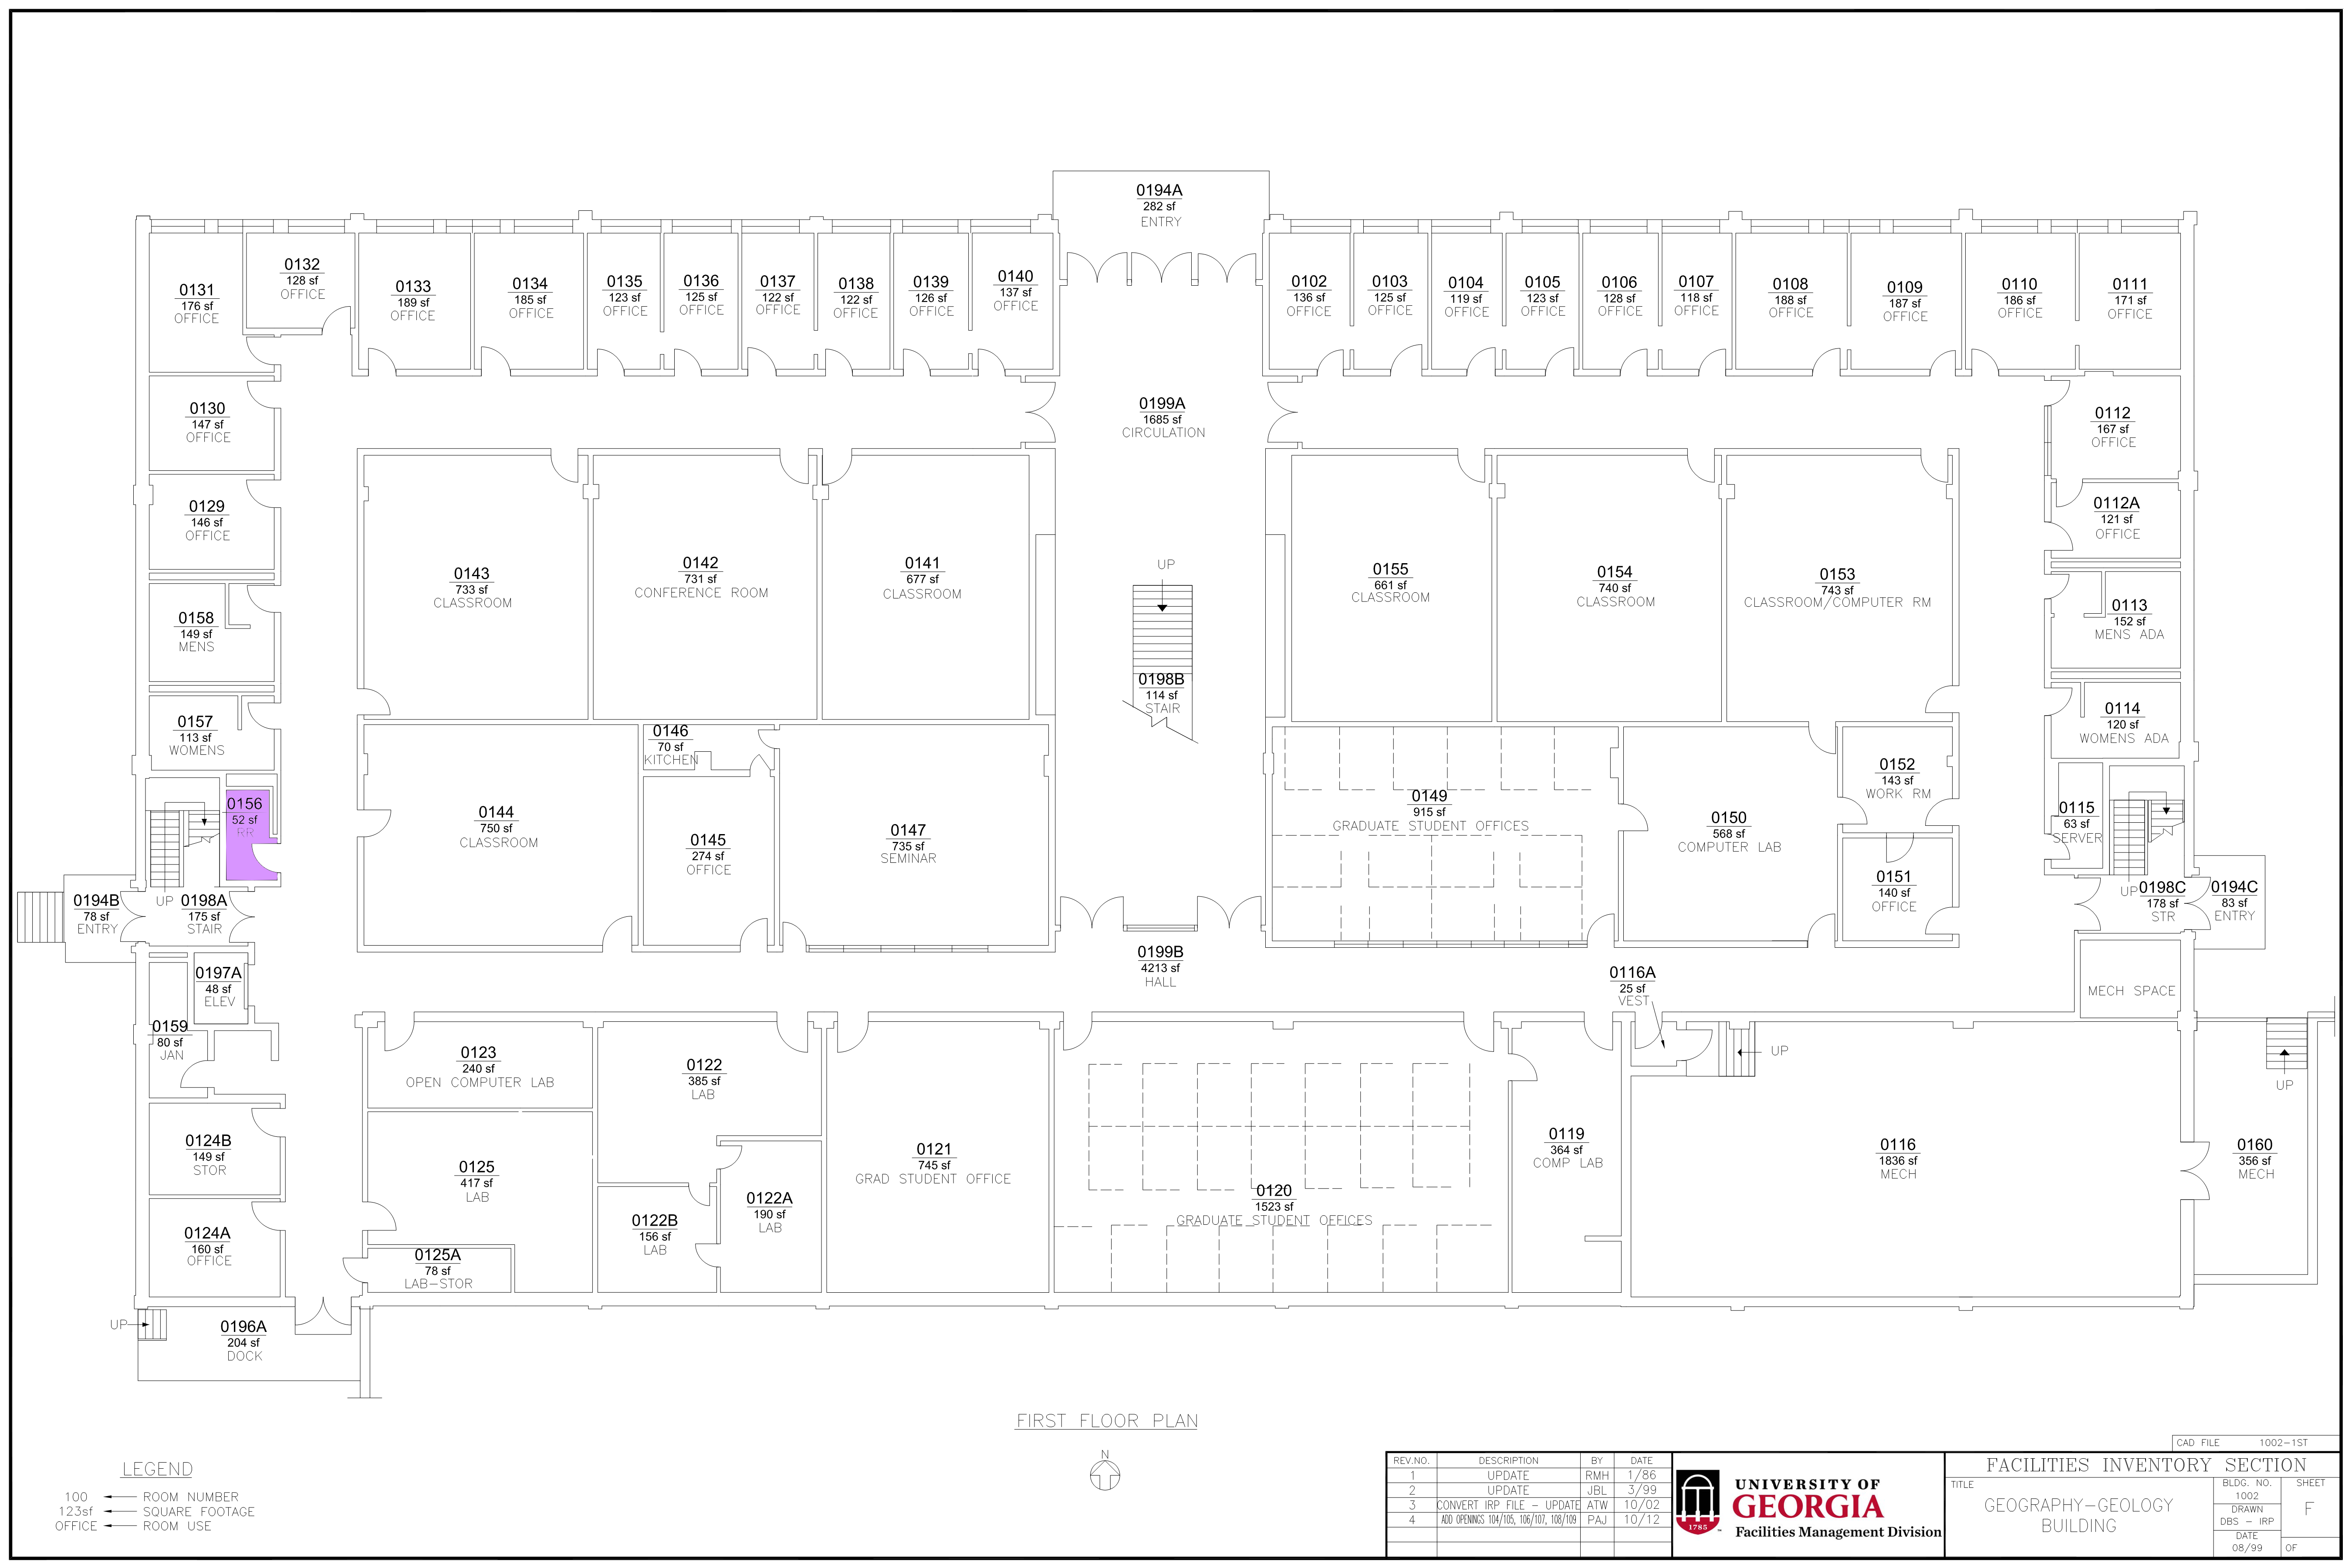 0194A
282 sf
ENTRY
0131
176 sf
OFFICE
0132
128 sf
OFFICE
0133
189 sf
OFFICE
0134
185 sf
OFFICE
0135
123 sf
OFFICE
0136
125 sf
OFFICE
0137
122 sf
OFFICE
0138
122 sf
OFFICE
0139
126 sf
OFFICE
0140
137 sf
OFFICE
0102
136 sf
OFFICE
0103
125 sf
OFFICE
0104
119 sf
OFFICE
0105
123 sf
OFFICE
0106
128 sf
OFFICE
0107
118 sf
OFFICE
0108
188 sf
OFFICE
0109
187 sf
OFFICE
0110
186 sf
OFFICE
0111
171 sf
OFFICE
0130
147 sf
OFFICE
0199A
1685 sf
CIRCULATION
0112
167 sf
OFFICE
0129
146 sf
OFFICE
0112A
121 sf
OFFICE
0143
733 sf
CLASSROOM
0142
731 sf
CONFERENCE ROOM
0141
677 sf
CLASSROOM
UP
0155
661 sf
CLASSROOM
0154
740 sf
CLASSROOM
0153
743 sf
CLASSROOM/COMPUTER RM
0158
149 sf
MENS
0113
152 sf
MENS ADA
0198B
114 sf
STAIR
0157
113 sf
WOMENS
0114
120 sf
WOMENS ADA
0146
70 sf
KITCHEN
0156
52 sf
RR
0144
750 sf
CLASSROOM
0145
274 sf
OFFICE
0147
735 sf
SEMINAR
0149
915 sf
GRADUATE STUDENT OFFICES
0150
568 sf
COMPUTER LAB
0152
143 sf
WORK RM
0115
63 sf
SERVER
0151
140 sf
OFFICE
0194B
78 sf
ENTRY
UP
0198A
175 sf
STAIR
UP
0198C
178 sf
STR
0194C
83 sf
ENTRY
0197A
48 sf
ELEV
0199B
4213 sf
HALL
0116A
25 sf
VEST
MECH SPACE
0159
80 sf
JAN
0123
240 sf
OPEN COMPUTER LAB
0122
385 sf
LAB
UP
UP
0124B
149 sf
STOR
0125
417 sf
LAB
0121
745 sf
GRAD STUDENT OFFICE
0119
364 sf
COMP LAB
0116
1836 sf
MECH
0160
356 sf
MECH
0122A
190 sf
LAB
0120
1523 sf
GRADUATE STUDENT OFFICES
0124A
160 sf
OFFICE
0122B
156 sf
LAB
0125A
78 sf
LAB-STOR
UP
0196A
204 sf
DOCK
FIRST FLOOR PLAN
N
LEGEND
100 ROOM NUMBER
123sf SQUARE FOOTAGE
OFFICE ROOM USE
REV.NO. DESCRIPTION BY DATE
1 UPDATE RMH 1/86
2 UPDATE JBL 3/99
3 CONVERT IRP FILE - UPDATE ATW 10/02
4 ADD OPENINGS 104/105, 106/107, 108/109 PAJ 10/12
1785
UNIVERSITY OF
GEORGIA
Facilities Management Division
CAD FILE 1002-1ST
FACILITIES INVENTORY SECTION
TITLE
GEOGRAPHY-GEOLOGY
BUILDING
BLDG. NO.
1002
DRAWN
DBS - IRP
DATE
08/99
SHEET
F
OF